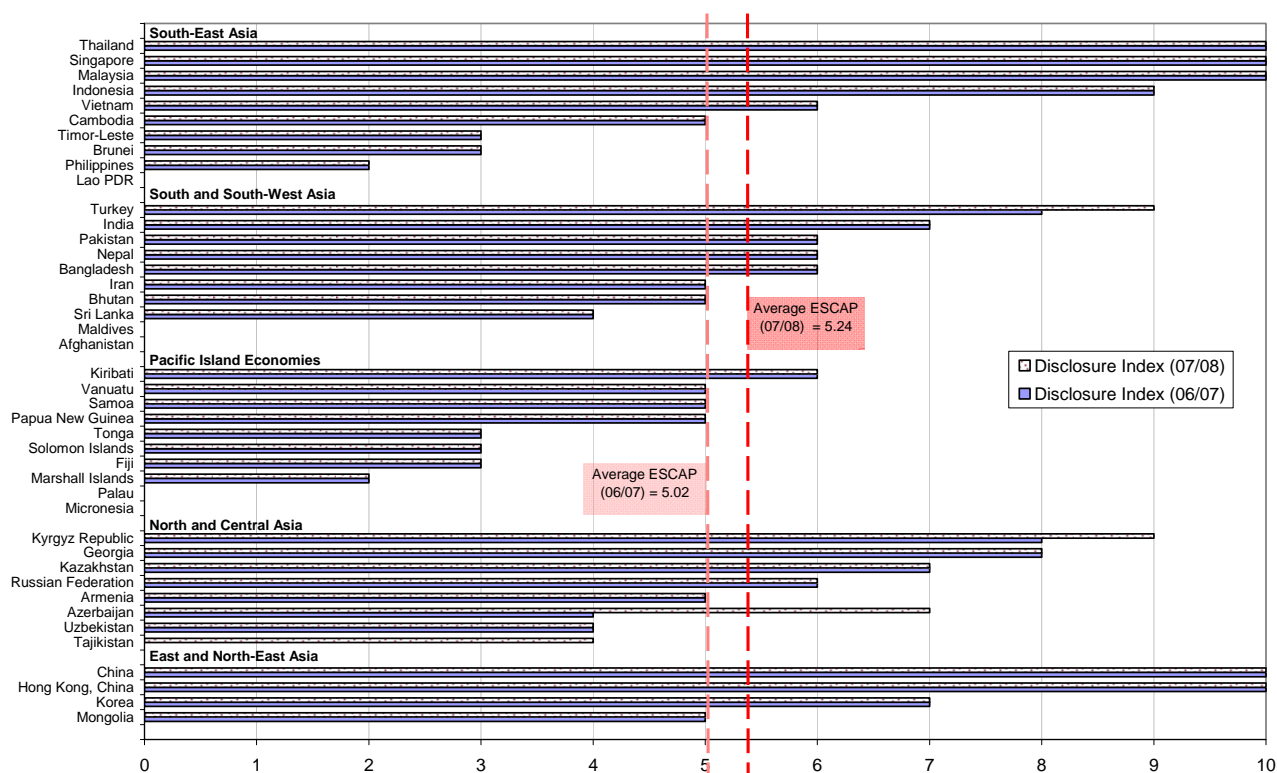 South-East Asia
Thailand
Singapore
Malaysia
Indonesia
Vietnam
Cambodia
Timor-Leste
Brunei
Philippines
Lao PDR
South and South-West Asia
Turkey
India
Pakistan
Nepal
Bangladesh
Iran
Bhutan
Sri Lanka
Maldives
Afghanistan
Average ESCAP
(07/08) = 5.24
Pacific Island Economies
Kiribati
Vanuatu
Samoa
Papua New Guinea
Tonga
Solomon Islands
Fiji
Marshall Islands
Palau
Micronesia
Disclosure Index (07/08)
Disclosure Index (06/07)
Average ESCAP
(06/07) = 5.02
North and Central Asia
Kyrgyz Republic
Georgia
Kazakhstan
Russian Federation
Armenia
Azerbaijan
Uzbekistan
Tajikistan
East and North-East Asia
China
Hong Kong, China
Korea
Mongolia
0 1 2 3 4 5 6 7 8 9 10